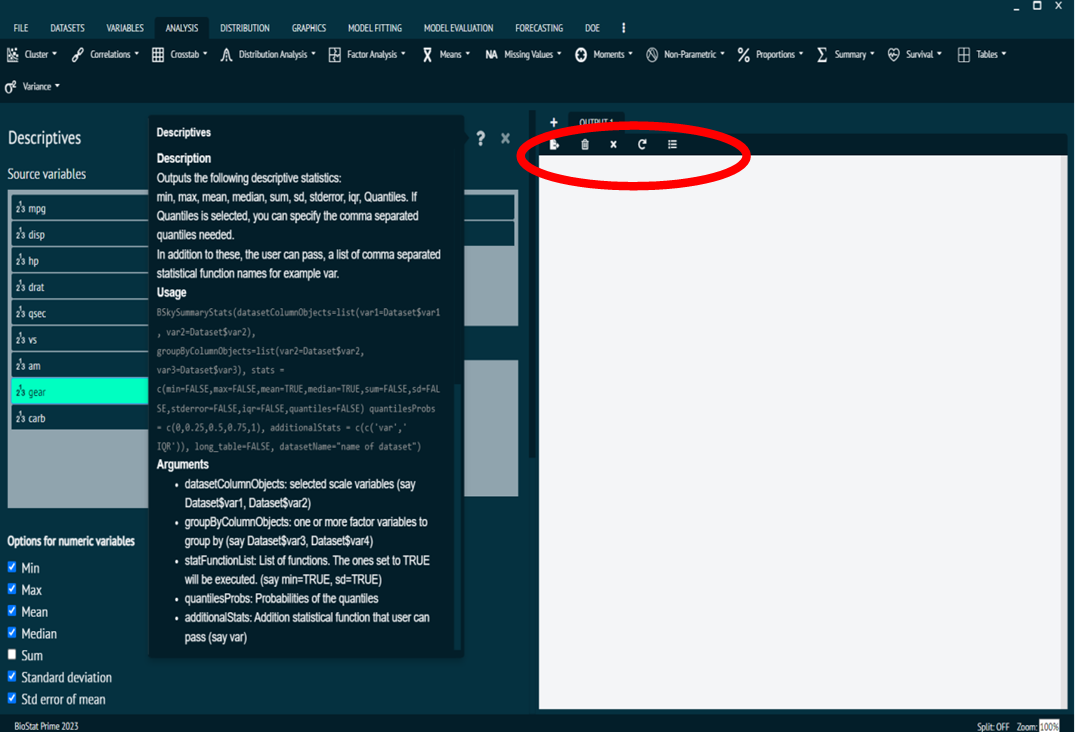 FILE DATASETS VARIABLES ANALYSIS DISTRIBUTION GRAPHICS MODEL FITTING MODEL EVALUATION FORECASTING DOE
Cluster Correlations Crosstab Distribution Analysis Factor Analysis Means NA Missing Values Moments Non-Parametric Proportions Summary Survival Tables
σ² Variance
Descriptives
Source variables
mpg
disp
hp
drat
qsec
vs
am
gear
carb
Options for numeric variables
Min
Max
Mean
Median
Sum
Standard deviation
Std error of mean
Descriptives
Description
Outputs the following descriptive statistics:
min, max, mean, median, sum, sd, stderror, iqr, Quantiles. If
Quantiles is selected, you can specify the comma separated
quantiles needed.
In addition to these, the user can pass, a list of comma separated
statistical function names for example var.
Usage
BSkySummaryStats(datasetColumnObjects=list(var1=Dataset$var1
, var2=Dataset$var2),
groupByColumnObjects=list(var2=Dataset$var2,
var3=Dataset$var3), stats =
c(min=FALSE,max=FALSE,mean=TRUE,median=TRUE,sum=FALSE,sd=FAL
SE,stderror=FALSE,iqr=FALSE,quantiles=FALSE) quantilesProbs
= c(0,0.25,0.5,0.75,1), additionalStats = c(c('var','
IQR')), long_table=FALSE, datasetName="name of dataset")
Arguments
• datasetColumnObjects: selected scale variables (say
Dataset$var1, Dataset$var2)
• groupByColumnObjects: one or more factor variables to
group by (say Dataset$var3, Dataset$var4)
• statFunctionList: List of functions. The ones set to TRUE
will be executed. (say min=TRUE, sd=TRUE)
• quantilesProbs: Probabilities of the quantiles
• additionalStats: Addition statistical function that user can
pass (say var)
? ×
+ OUTPUT 1
BioStat Prime 2023
Split: OFF Zoom: 100%